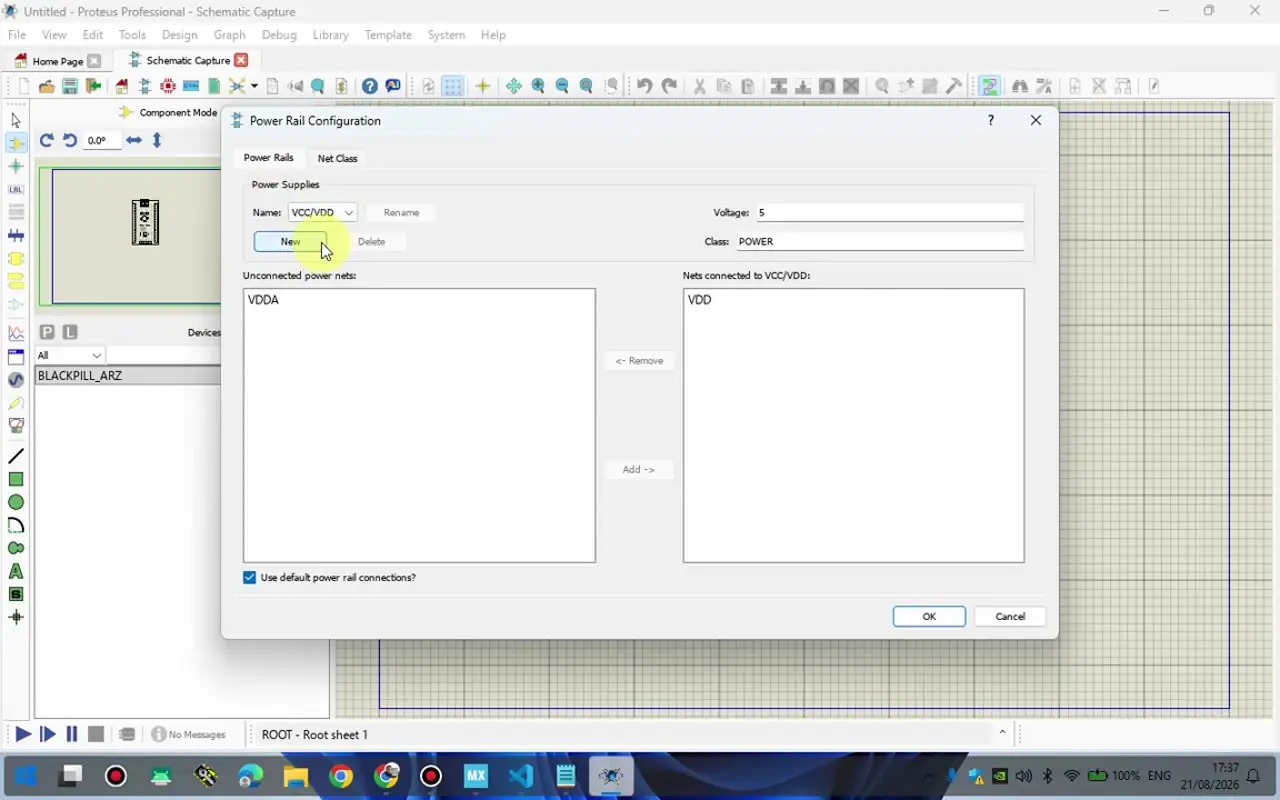 Untitled - Proteus Professional - Schematic Capture
File View Edit Tools Design Graph Debug Library Template System Help
Home Page
Schematic Capture
Component Mode
0.0°
LBL
P L Devices
All
BLACKPILL_ARZ
Power Rail Configuration
Power Rails Net Class
Power Supplies
Name: VCC/VDD Rename Voltage: 5
New Delete Class: POWER
Unconnected power nets: Nets connected to VCC/VDD:
VDDA VDD
<- Remove
Add ->
Use default power rail connections?
OK Cancel
A
S
No Messages ROOT - Root sheet 1
MX
100% ENG
17:37
21/08/2026